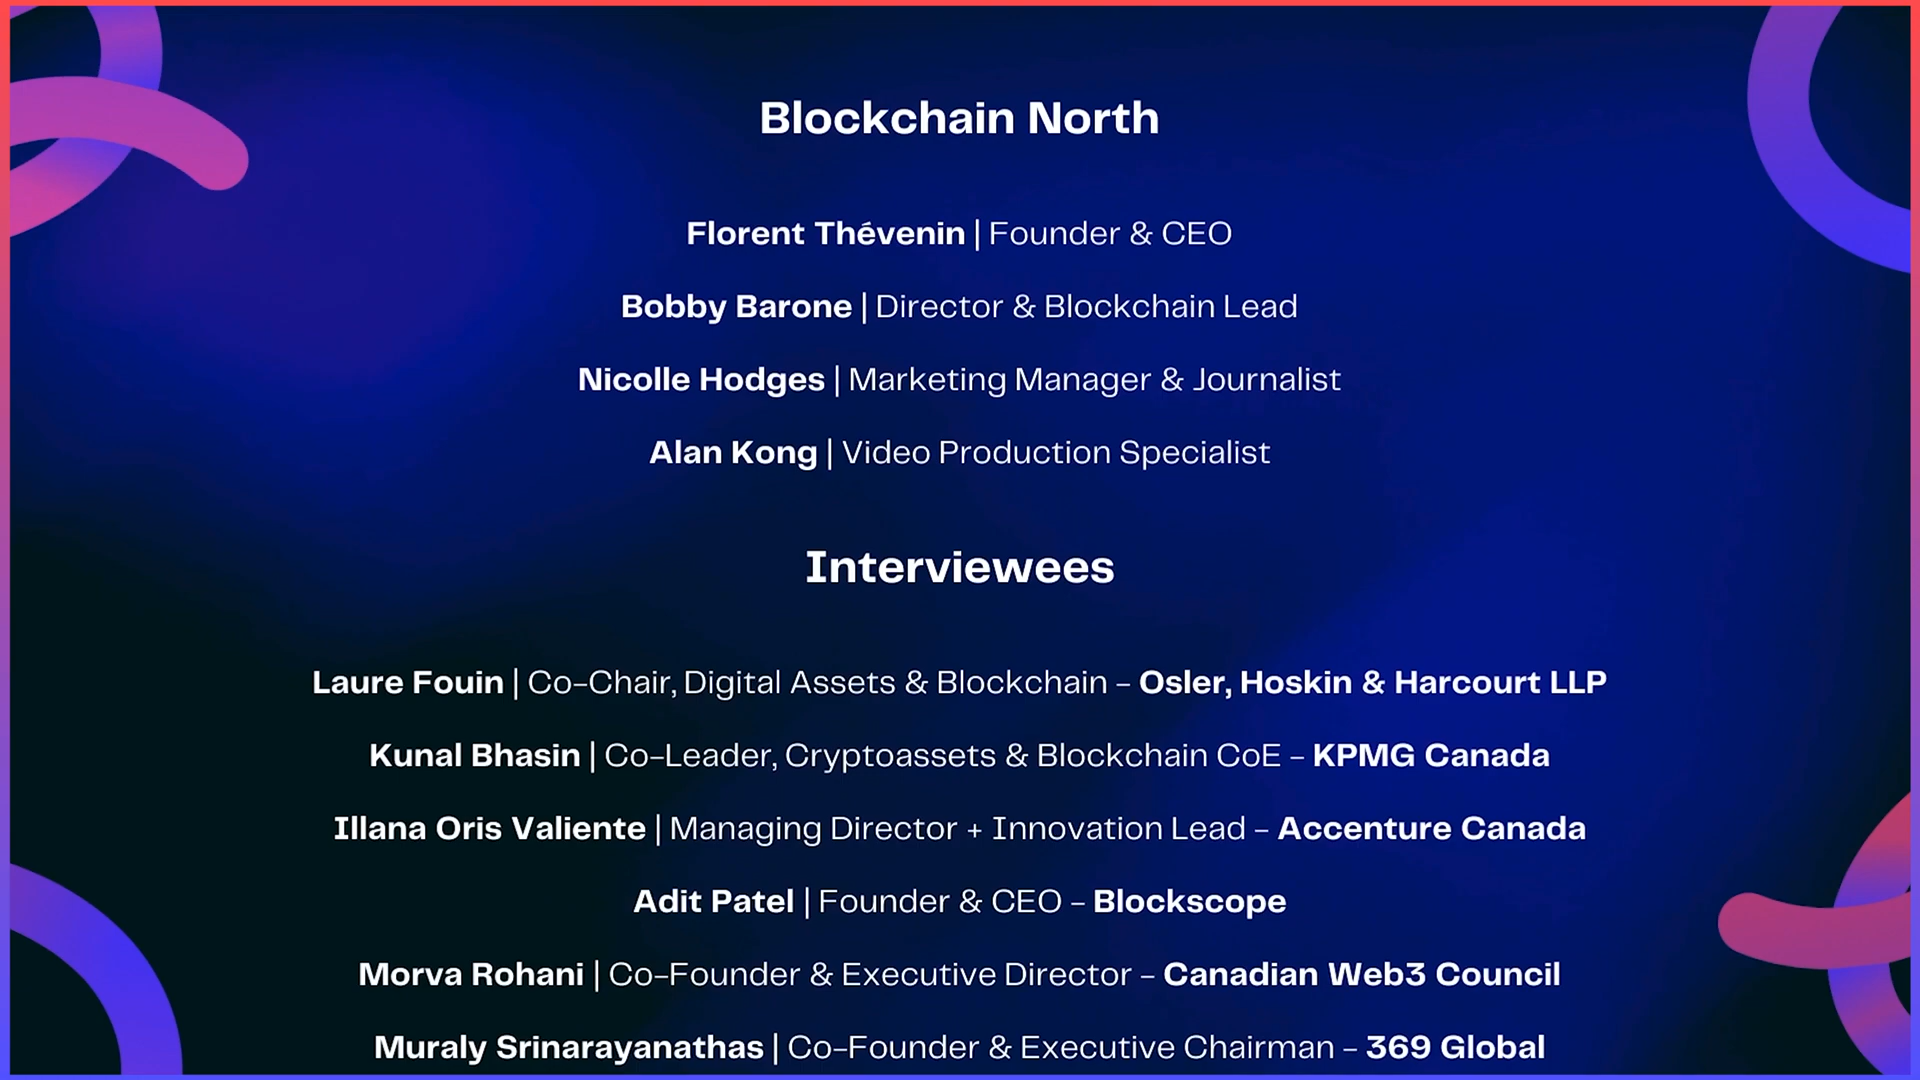 Blockchain North
Florent Thévenin | Founder & CEO
Bobby Barone | Director & Blockchain Lead
Nicolle Hodges | Marketing Manager & Journalist
Alan Kong | Video Production Specialist
Interviewees
Laure Fouin | Co-Chair, Digital Assets & Blockchain - Osler, Hoskin & Harcourt LLP
Kunal Bhasin | Co-Leader, Cryptoassets & Blockchain CoE - KPMG Canada
Illana Oris Valiente | Managing Director + Innovation Lead - Accenture Canada
Adit Patel | Founder & CEO - Blockscope
Morva Rohani | Co-Founder & Executive Director - Canadian Web3 Council
Muraly Srinarayanathas | Co-Founder & Executive Chairman - 369 Global